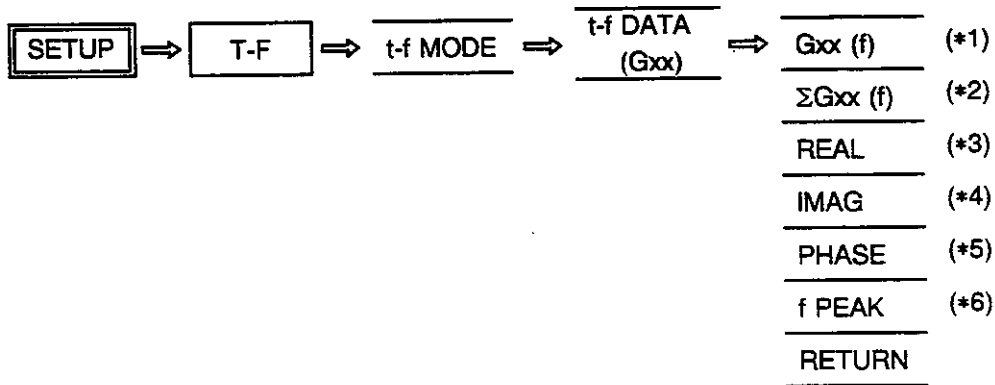 SETUP ⇒ T-F ⇒ t-f MODE ⇒ t-f DATA (Gxx) ⇒ Gxx (f) (*1)
ΣGxx (f) (*2)
REAL (*3)
IMAG (*4)
PHASE (*5)
f PEAK (*6)
RETURN